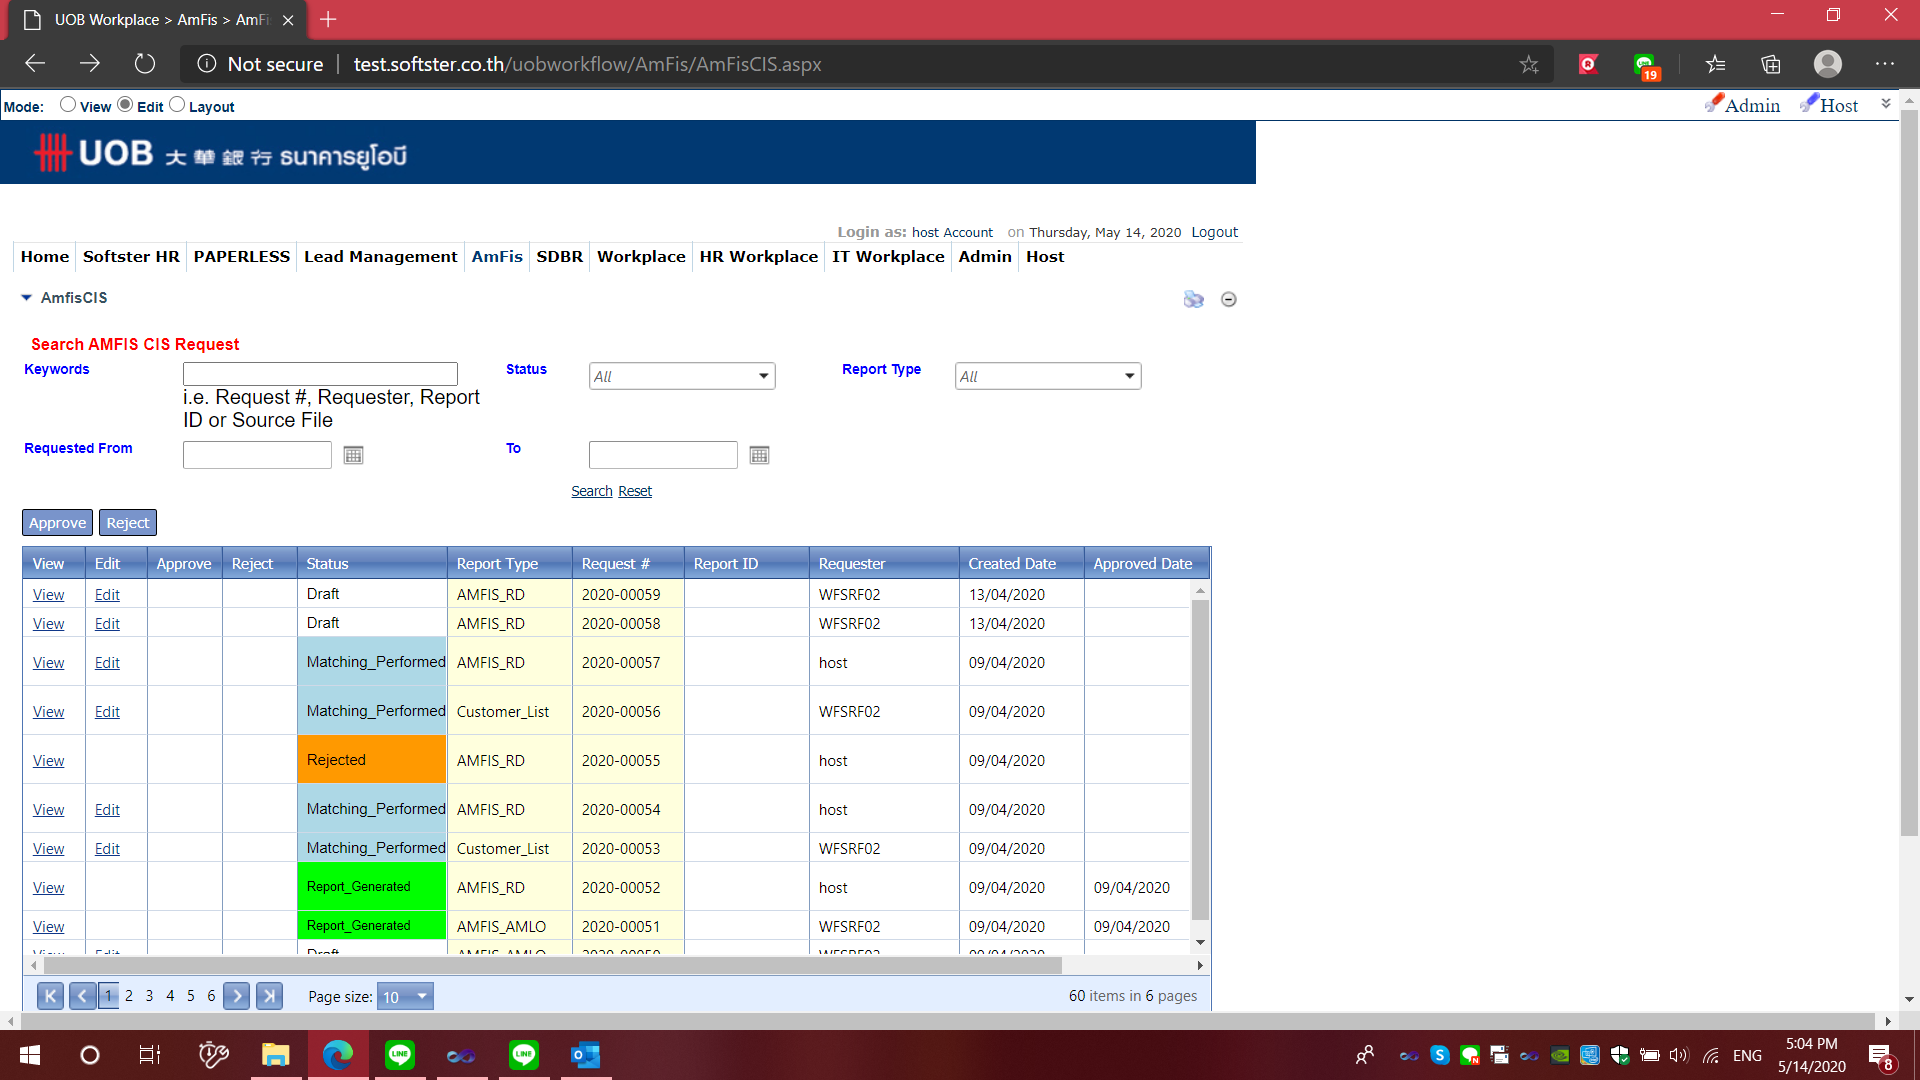 UOB Workplace > AmFis > AmFi
Not secure | test.softster.co.th/uobworkflow/AmFis/AmFisCIS.aspx
19
Mode: View Edit Layout Admin Host
UOB 大華銀行 ธนาคารยูโอบี
Login as: host Account on Thursday, May 14, 2020 Logout
Home Softster HR PAPERLESS Lead Management AmFis SDBR Workplace HR Workplace IT Workplace Admin Host
AmfisCIS
Search AMFIS CIS Request
Keywords Status All Report Type All
i.e. Request #, Requester, Report
ID or Source File
Requested From To
Search Reset
Approve Reject
View Edit Approve Reject Status Report Type Request # Report ID Requester Created Date Approved Date
View Edit Draft AMFIS_RD 2020-00059 WFSRF02 13/04/2020
View Edit Draft AMFIS_RD 2020-00058 WFSRF02 13/04/2020
View Edit Matching_Performed AMFIS_RD 2020-00057 host 09/04/2020
View Edit Matching_Performed Customer_List 2020-00056 WFSRF02 09/04/2020
View Rejected AMFIS_RD 2020-00055 host 09/04/2020
View Edit Matching_Performed AMFIS_RD 2020-00054 host 09/04/2020
View Edit Matching_Performed Customer_List 2020-00053 WFSRF02 09/04/2020
View Report_Generated AMFIS_RD 2020-00052 host 09/04/2020 09/04/2020
View Report_Generated AMFIS_AMLO 2020-00051 WFSRF02 09/04/2020 09/04/2020
1 2 3 4 5 6 Page size: 10 60 items in 6 pages
ENG 5:04 PM
5/14/2020 8